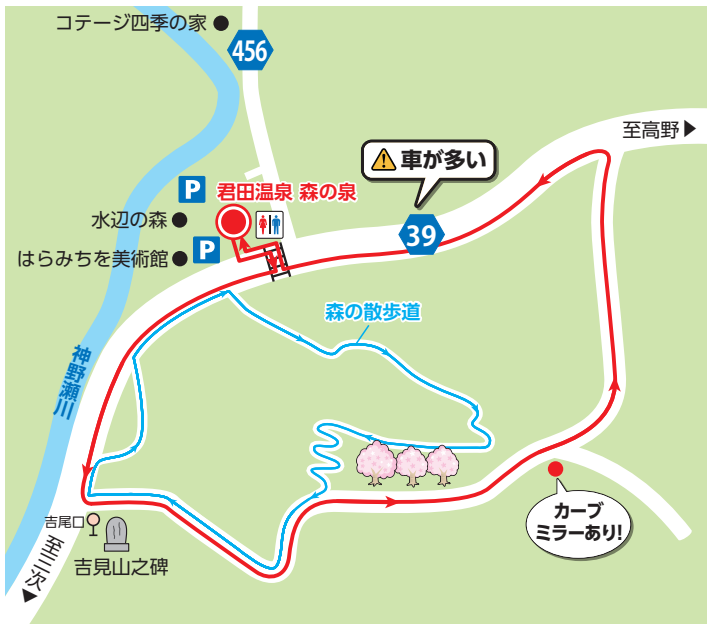 コテージ四季の家
456
至高野
車が多い
P
君田温泉 森の泉
水辺の森
P
39
はらみちを美術館
森の散歩道
神野瀬川
カーブ
ミラーあり!
吉尾口
吉見山之碑
至三次